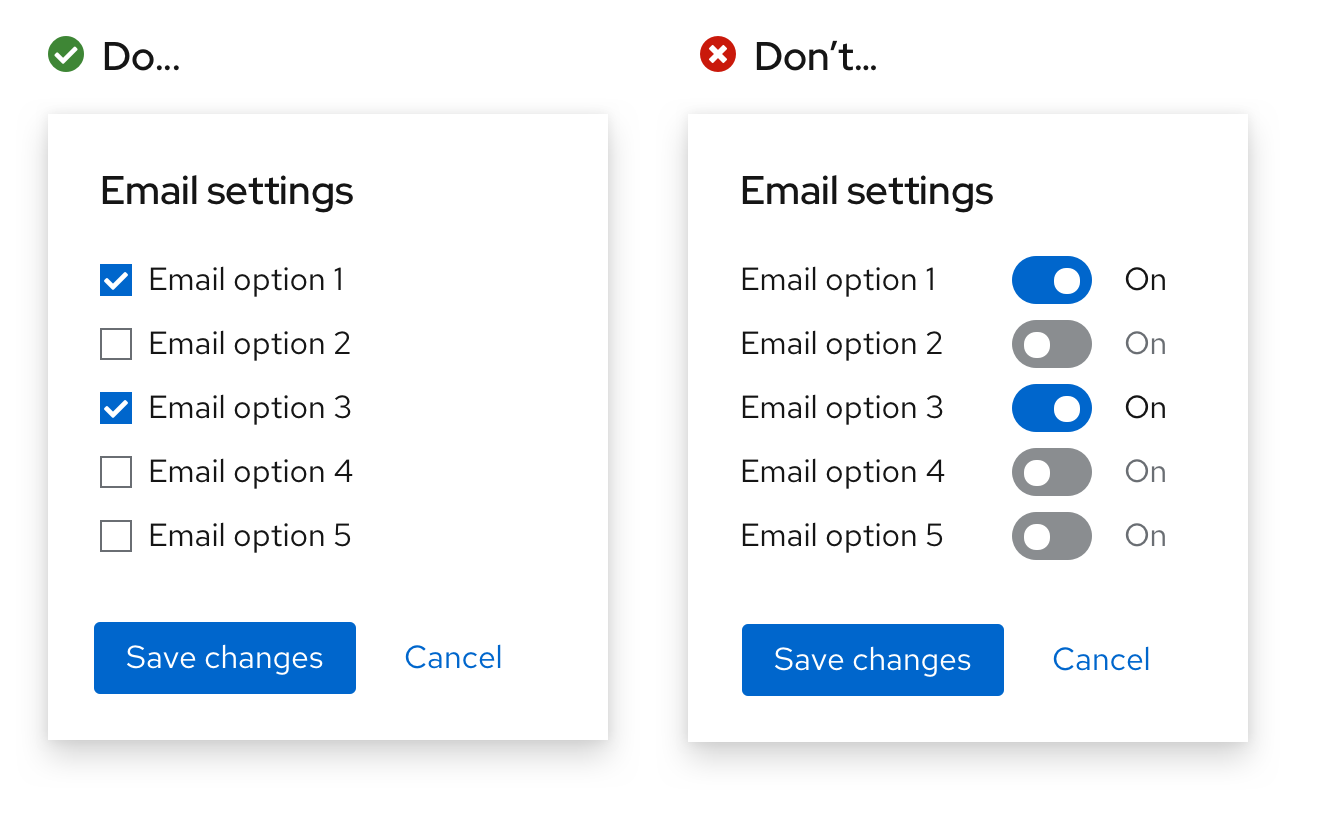 Do...
Don’t...
Email settings
Email option 1
Email option 2
Email option 3
Email option 4
Email option 5
Save changes Cancel
Email settings
Email option 1 On
Email option 2 On
Email option 3 On
Email option 4 On
Email option 5 On
Save changes Cancel